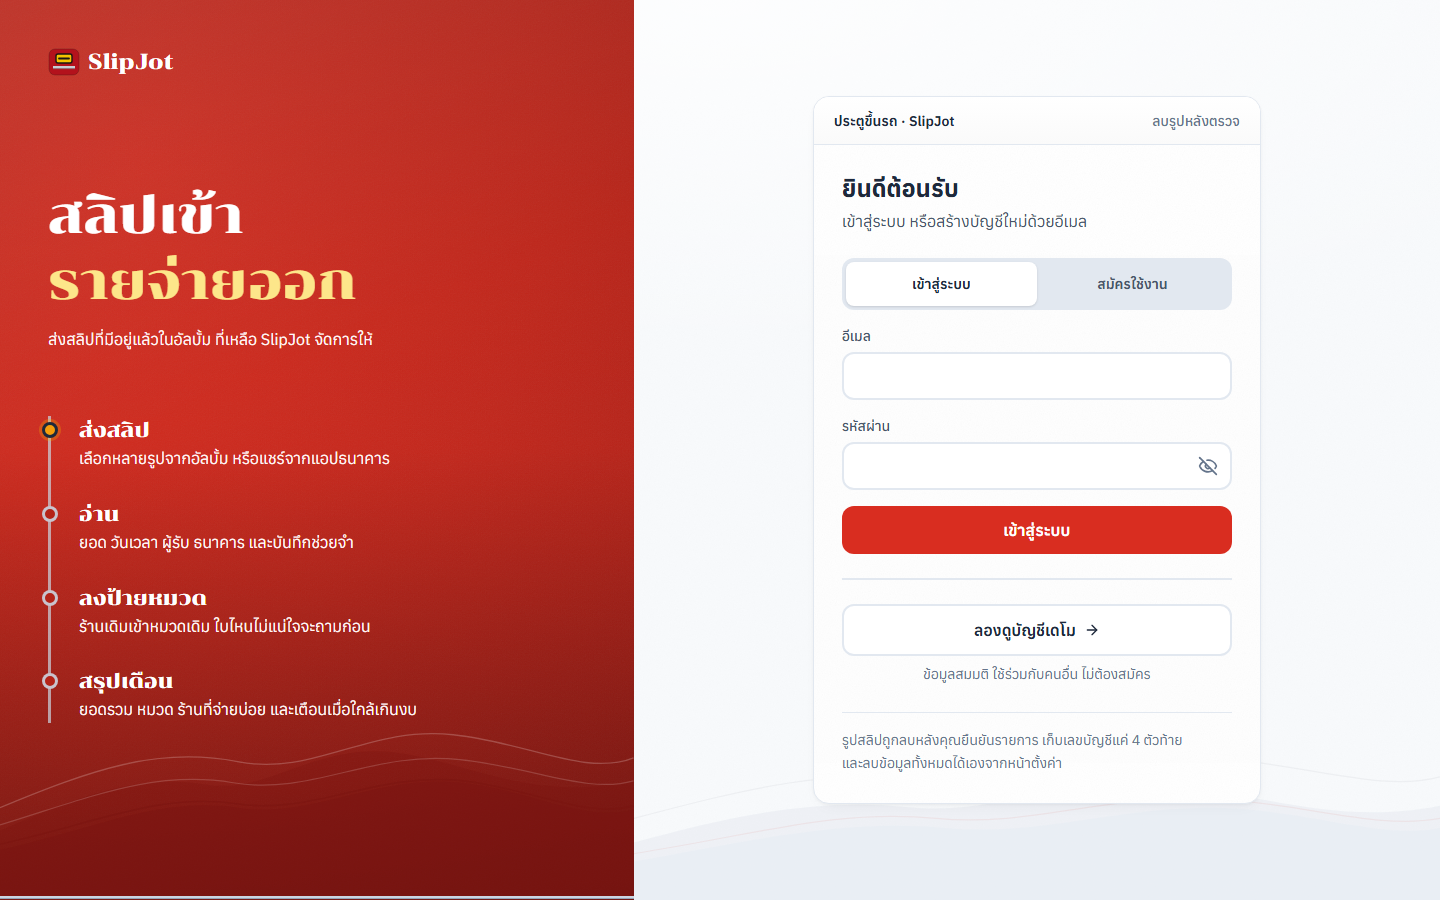 SlipJot
สลิปเข้า
รายจ่ายออก
ส่งสลิปที่มีอยู่แล้วในอัลบั้ม ที่เหลือ SlipJot จัดการให้
ส่งสลิป
เลือกหลายรูปจากอัลบั้ม หรือแชร์จากแอปธนาคาร
อ่าน
ยอด วันเวลา ผู้รับ ธนาคาร และบันทึกช่วยจำ
ลงป้ายหมวด
ร้านเดิมเข้าหมวดเดิม ใบไหนไม่แน่ใจจะถามก่อน
สรุปเดือน
ยอดรวม หมวด ร้านที่จ่ายบ่อย และเตือนเมื่อใกล้เกินงบ
ประตูขึ้นรถ · SlipJot
ลบรูปหลังตรวจ
ยินดีต้อนรับ
เข้าสู่ระบบ หรือสร้างบัญชีใหม่ด้วยอีเมล
เข้าสู่ระบบ
สมัครใช้งาน
อีเมล
รหัสผ่าน
เข้าสู่ระบบ
ลองดูบัญชีเดโม →
ข้อมูลสมมติ ใช้ร่วมกับคนอื่น ไม่ต้องสมัคร
รูปสลิปถูกลบหลังคุณยืนยันรายการ เก็บเลขบัญชีแค่ 4 ตัวท้าย
และลบข้อมูลทั้งหมดได้เองจากหน้าตั้งค่า